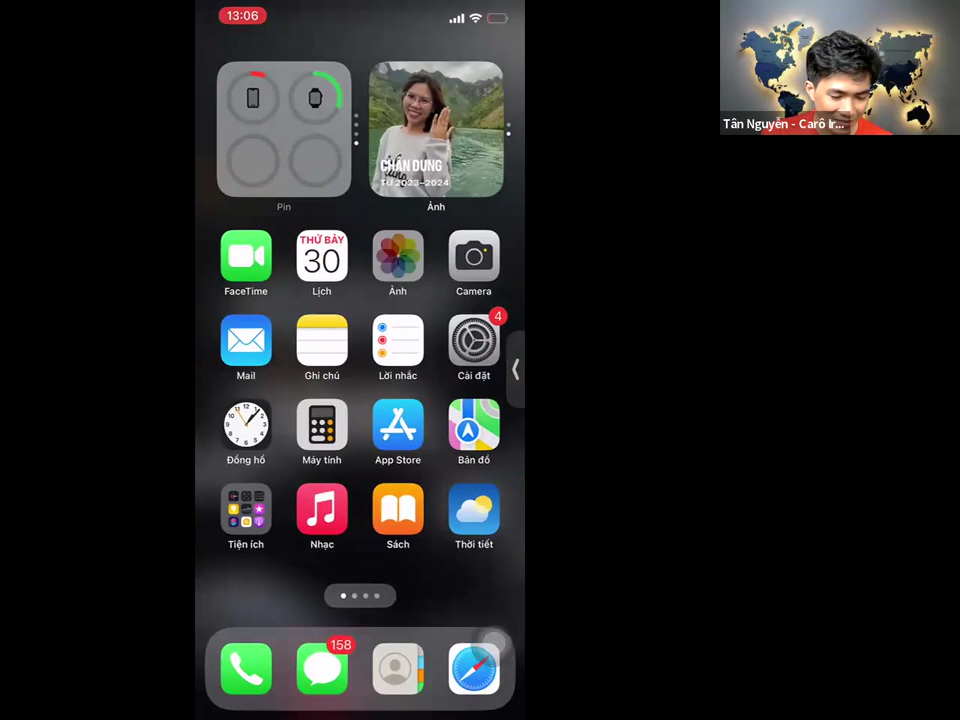 13:06
CHÂN DUNG
TỪ 2023–2024
Pin
Ảnh
THỨ BẢY
30
FaceTime
Lịch
Ảnh
Camera
4
Mail
Ghi chú
Lời nhắc
Cài đặt
Đồng hồ
Máy tính
App Store
Bản đồ
Tiện ích
Nhạc
Sách
Thời tiết
158
Tân Nguyễn - Carô Ir...